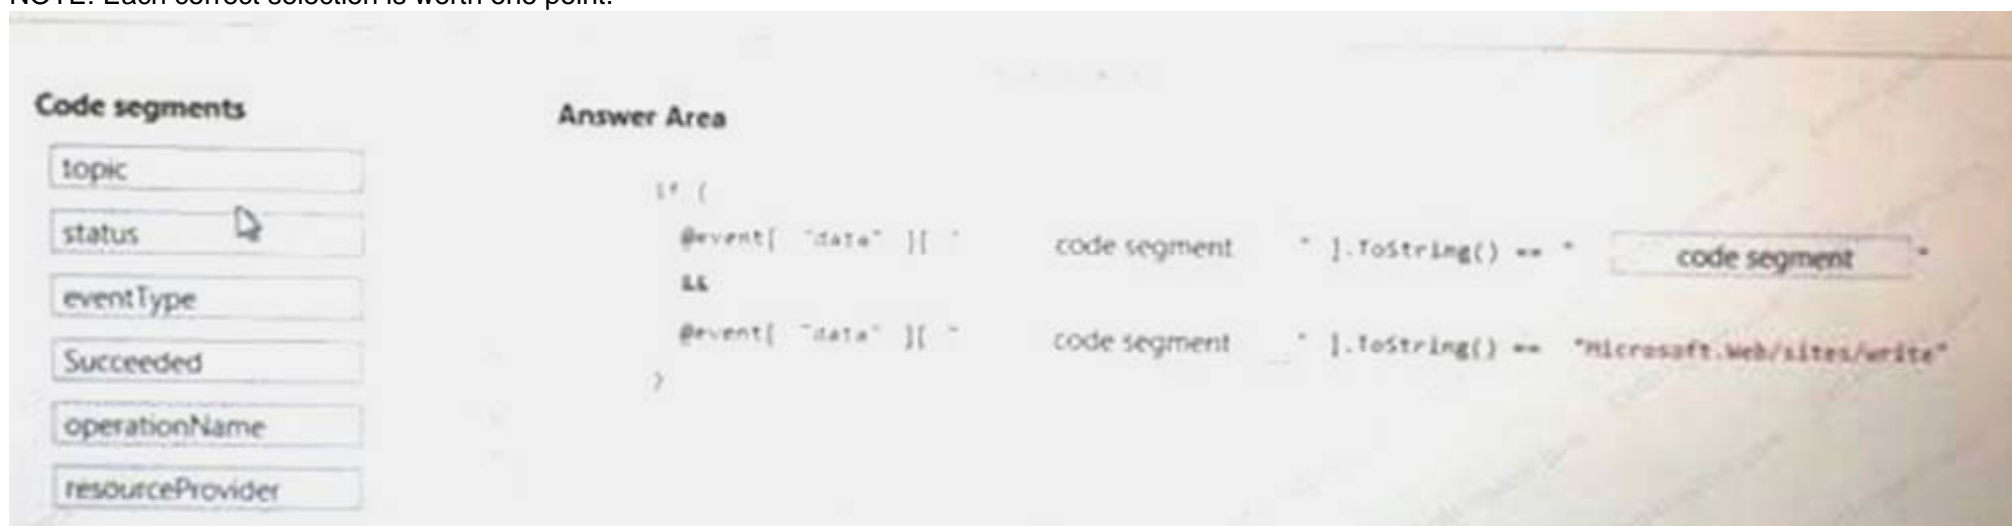 NOTE: Each correct selection is worth one point.
Code segments
Answer Area
topic
status
eventType
Succeeded
operationName
resourceProvider
if (
@event[ "data" ][ " code segment " ].ToString() == " code segment "
&&
@event[ "data" ][ " code segment " ].ToString() == "Microsoft.Web/sites/write"
)